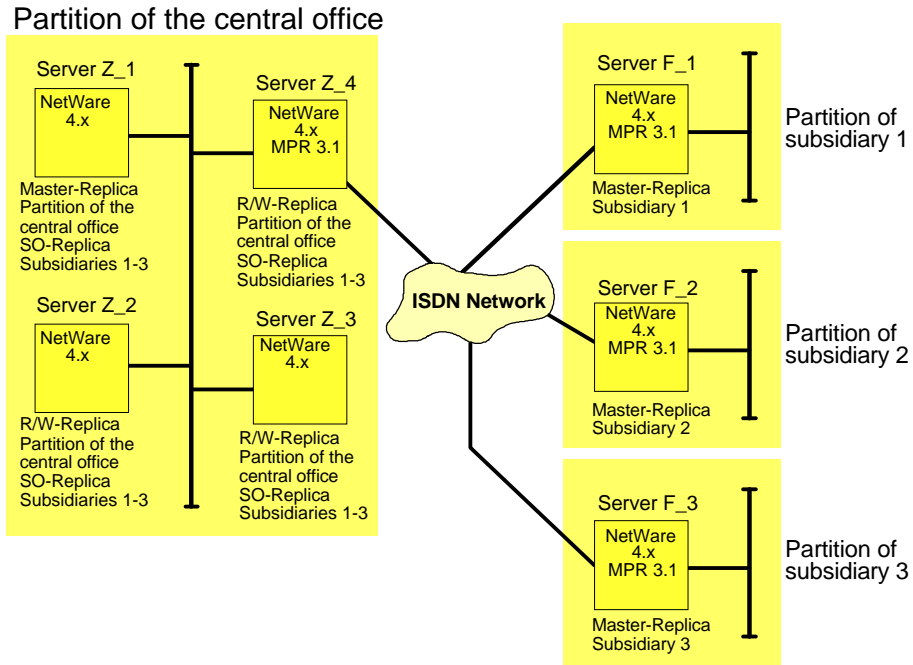 Partition of the central office
Server Z_1
NetWare
4.x
Master-Replica
Partition of the
central office
SO-Replica
Subsidiaries 1-3
Server Z_4
NetWare
4.x
MPR 3.1
R/W-Replica
Partition of the
central office
SO-Replica
Subsidiaries 1-3
Server Z_2
NetWare
4.x
R/W-Replica
Partition of the
central office
SO-Replica
Subsidiaries 1-3
Server Z_3
NetWare
4.x
R/W-Replica
Partition of the
central office
SO-Replica
Subsidiaries 1-3
ISDN Network
Server F_1
NetWare
4.x
MPR 3.1
Master-Replica
Subsidiary 1
Partition of
subsidiary 1
Server F_2
NetWare
4.x
MPR 3.1
Master-Replica
Subsidiary 2
Partition of
subsidiary 2
Server F_3
NetWare
4.x
MPR 3.1
Master-Replica
Subsidiary 3
Partition of
subsidiary 3